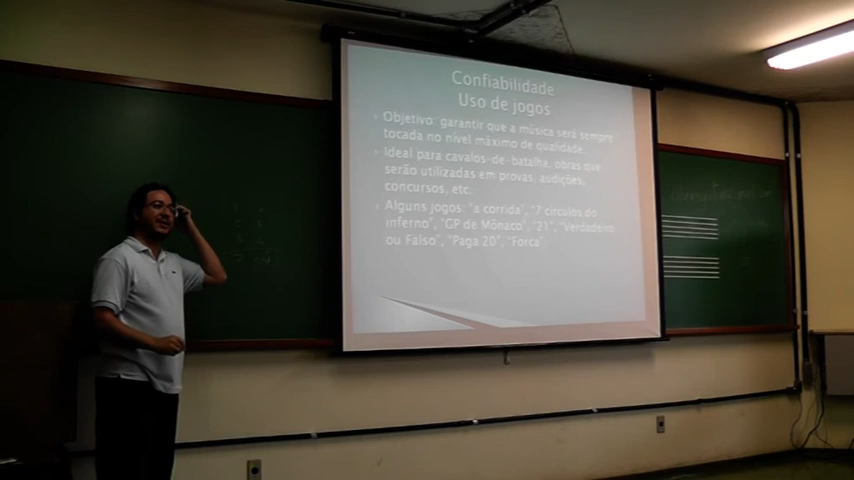 Confiabilidade
Uso de jogos
Objetivo: garantir que a música será sempre
tocada no nível máximo de qualidade.
Ideal para cavalos-de-batalha, obras que
serão utilizadas em provas, audições,
concursos, etc.
Alguns jogos: "a corrida", "7 círculos do
inferno", "GP de Mônaco", "21", "Verdadeiro
ou Falso", "Paga 20", "Forca"